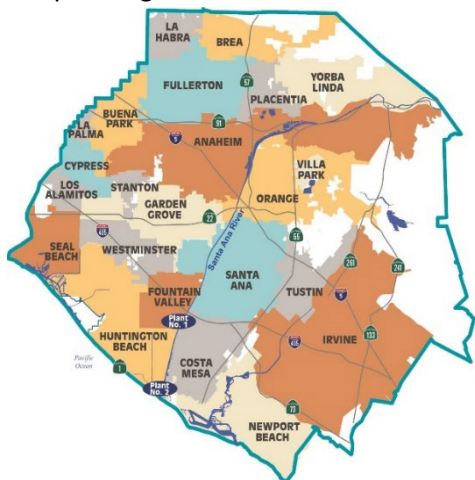 LA
HABRA
BREA
YORBA
LINDA
FULLERTON
57
PLACENTIA
BUENA
PARK
91
LA
PALMA
5
ANAHEIM
CYPRESS
VILLA
PARK
LOS
ALAMITOS
STANTON
GARDEN
GROVE
ORANGE
22
405
Santa Ana River
55
SEAL
BEACH
WESTMINSTER
SANTA
ANA
261
241
TUSTIN
5
FOUNTAIN
VALLEY
Plant
No. 1
133
HUNTINGTON
BEACH
405
IRVINE
Pacific
Ocean
1
COSTA
MESA
Plant
No. 2
73
NEWPORT
BEACH